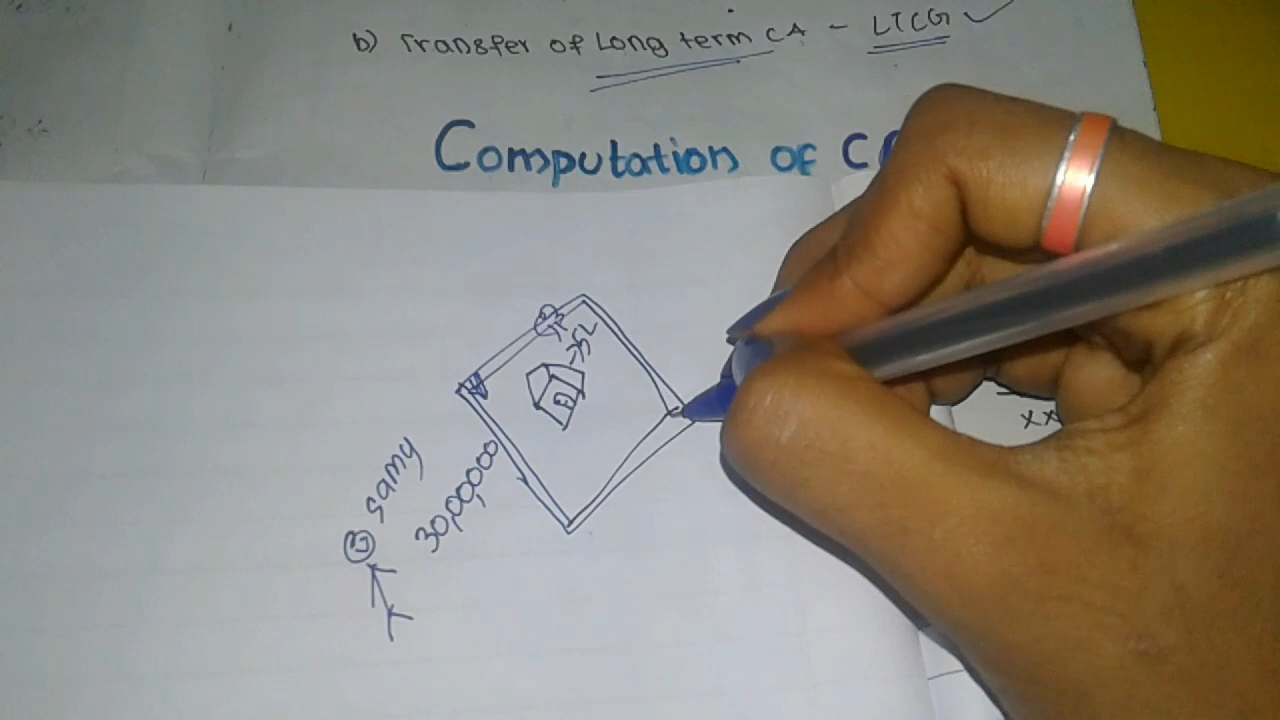 b) Transfer of Long term CA - LTCG
Computation of C
→ 5L
30,00,000
samy
xx